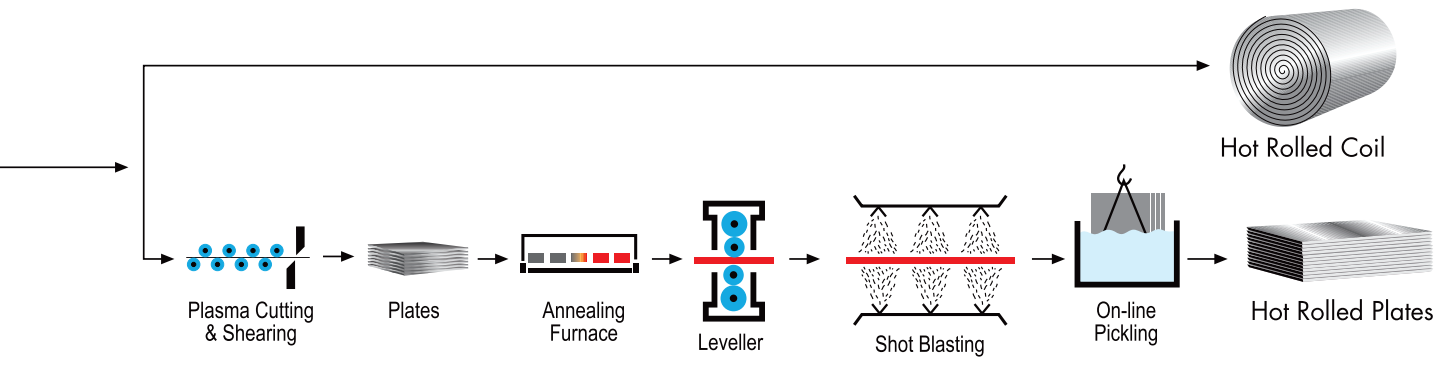 Hot Rolled Coil
Plasma Cutting
& Shearing
Plates
Annealing
Furnace
Leveller
Shot Blasting
On-line
Pickling
Hot Rolled Plates